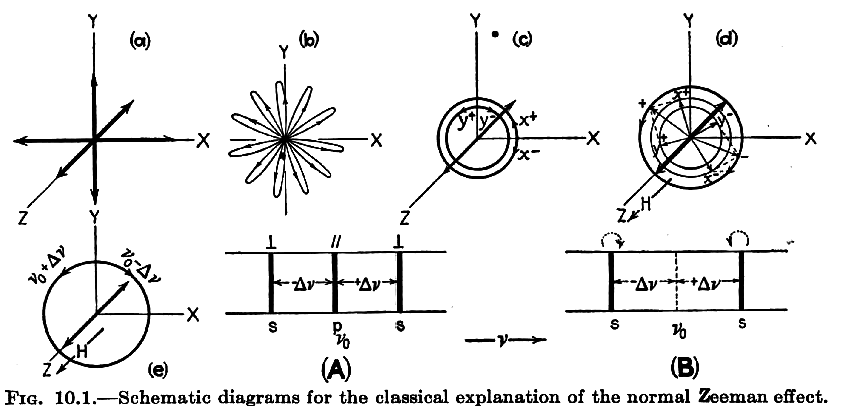 Y
(a)
X
Z
Y
(b)
Y
X
Y
(c)
y+ y- x+
x-
X
Z
Y
(d)
+ x+
y-
y+
x- -
X
Z H
ν₀+Δν ν₀-Δν
X
H
Z
(e)
⊥ // ⊥
-Δν +Δν
s p s
ν₀
(A)
ν
-Δν +Δν
s ν₀ s
(B)
FIG. 10.1.—Schematic diagrams for the classical explanation of the normal Zeeman effect.